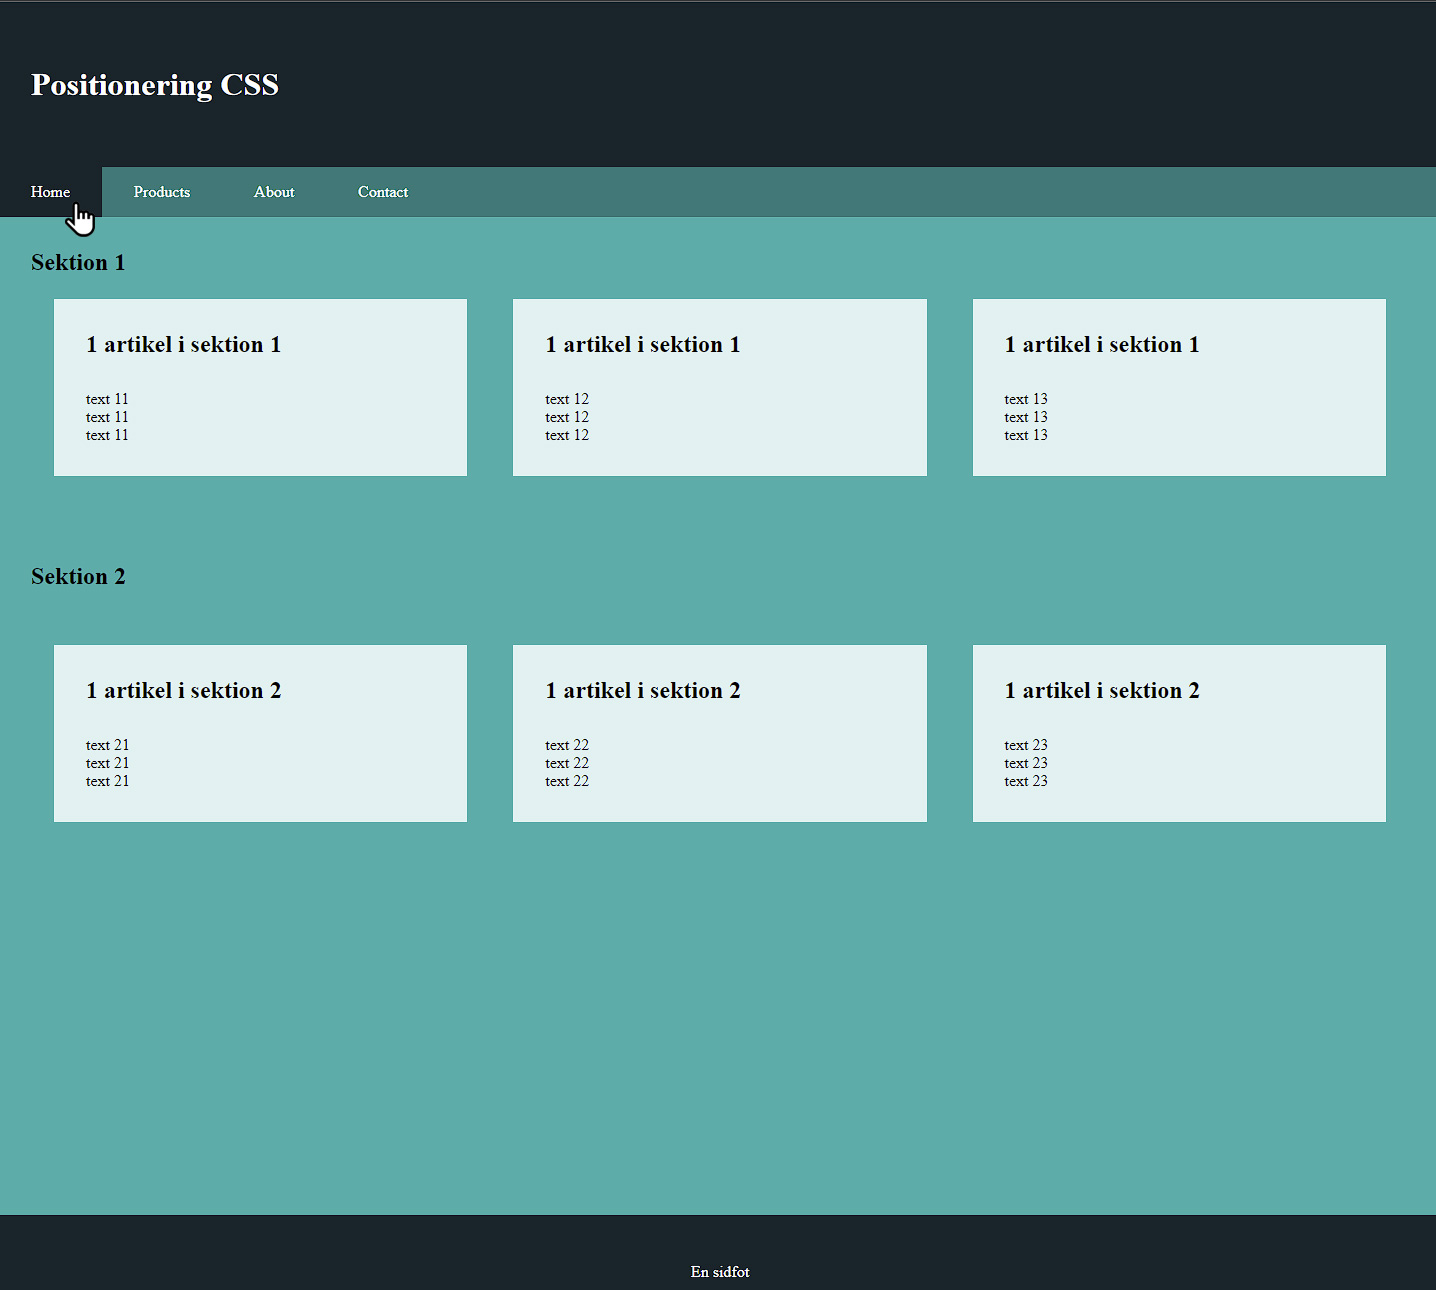 Positionering CSS
Home Products About Contact
Sektion 1
1 artikel i sektion 1
text 11
text 11
text 11
1 artikel i sektion 1
text 12
text 12
text 12
1 artikel i sektion 1
text 13
text 13
text 13
Sektion 2
1 artikel i sektion 2
text 21
text 21
text 21
1 artikel i sektion 2
text 22
text 22
text 22
1 artikel i sektion 2
text 23
text 23
text 23
En sidfot